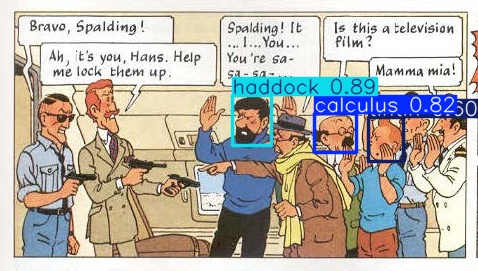 Bravo, Spalding!
Ah, it's you, Hans. Help
me lock them up.
Spalding! It
...I...You...
You're sa-
sa-sa-...
Is this a television
film?
Mamma mia!
haddock 0.89
calculus 0.82